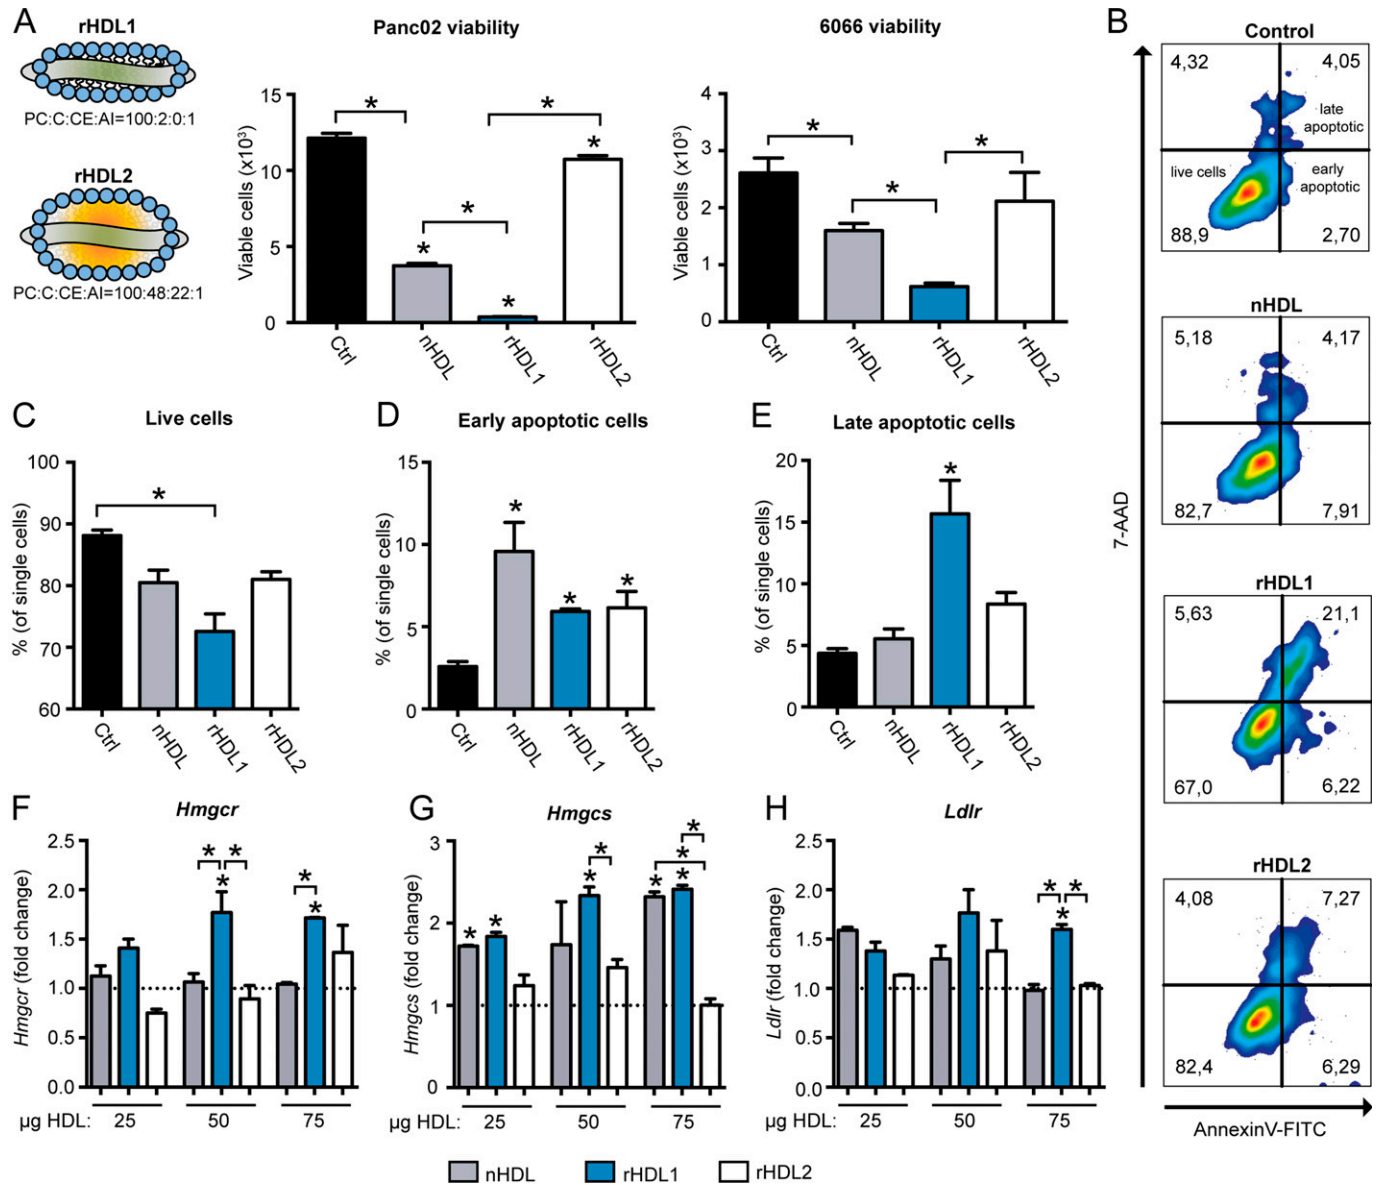 A
rHDL1
PC:C:CE:AI=100:2:0:1
rHDL2
PC:C:CE:AI=100:48:22:1
Panc02 viability
Viable cells (x10³)
15
10
5
0
*
*
*
*
*
*
Ctrl
nHDL
rHDL1
rHDL2
6066 viability
Viable cells (x10³)
4
3
2
1
0
*
*
*
Ctrl
nHDL
rHDL1
rHDL2
B
7-AAD
Control
4,32
4,05
late
apoptotic
live cells
early
apoptotic
88,9
2,70
nHDL
5,18
4,17
82,7
7,91
rHDL1
5,63
21,1
67,0
6,22
rHDL2
4,08
7,27
82,4
6,29
AnnexinV-FITC
C
Live cells
% (of single cells)
100
90
80
70
60
*
Ctrl
nHDL
rHDL1
rHDL2
D
Early apoptotic cells
% (of single cells)
15
10
5
0
*
*
*
Ctrl
nHDL
rHDL1
rHDL2
E
Late apoptotic cells
% (of single cells)
20
15
10
5
0
*
Ctrl
nHDL
rHDL1
rHDL2
F
Hmgcr
Hmgcr (fold change)
2.5
2.0
1.5
1.0
0.5
0.0
* *
*
*
*
µg HDL: 25 50 75
G
Hmgcs
Hmgcs (fold change)
3
2
1
0
* *
*
*
*
*
* *
µg HDL: 25 50 75
H
Ldlr
Ldlr (fold change)
2.5
2.0
1.5
1.0
0.5
0.0
* *
*
µg HDL: 25 50 75
nHDL rHDL1 rHDL2